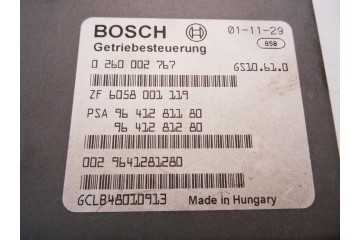 BOSCH 01-11-29
Getriebesteuerung 658
0 260 002 767 GS10.61.0
ZF 6058 001 119
PSA 96 412 811 80
96 412 812 80
002 9641281280
GCLB48010913 Made in Hungary